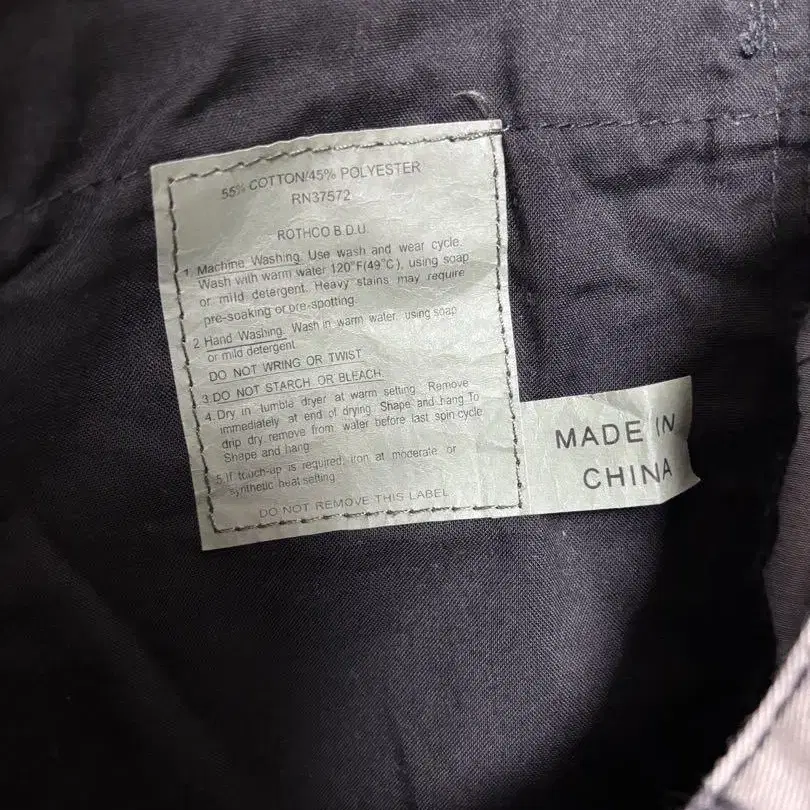 55% COTTON/45% POLYESTER
RN37572
ROTHCO B.D.U.
1. Machine Washing. Use wash and wear cycle.
Wash with warm water 120°F(49°C), using soap
or mild detergent. Heavy stains may require
pre-soaking or pre-spotting
2. Hand Washing. Wash in warm water. using soap
or mild detergent
DO NOT WRING OR TWIST
3. DO NOT STARCH OR BLEACH.
4. Dry in tumble dryer at warm setting. Remove
immediately at end of drying. Shape and hang To
drip dry remove from water before last spin cycle
Shape and hang
5. If touch-up is required, iron at moderate or
synthetic heat setting.
DO NOT REMOVE THIS LABEL
MADE IN
CHINA